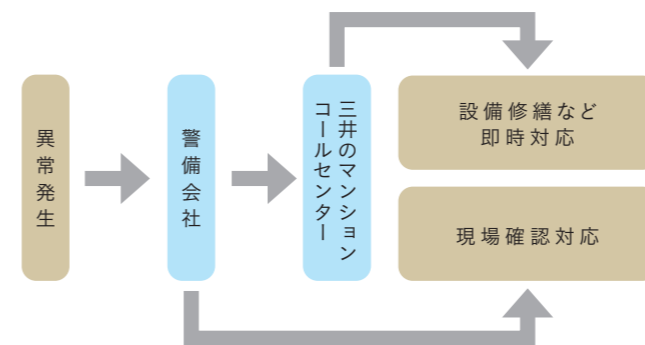 異常発生
警備会社
三井のマンション
コールセンター
設備修繕など
即時対応
現場確認対応